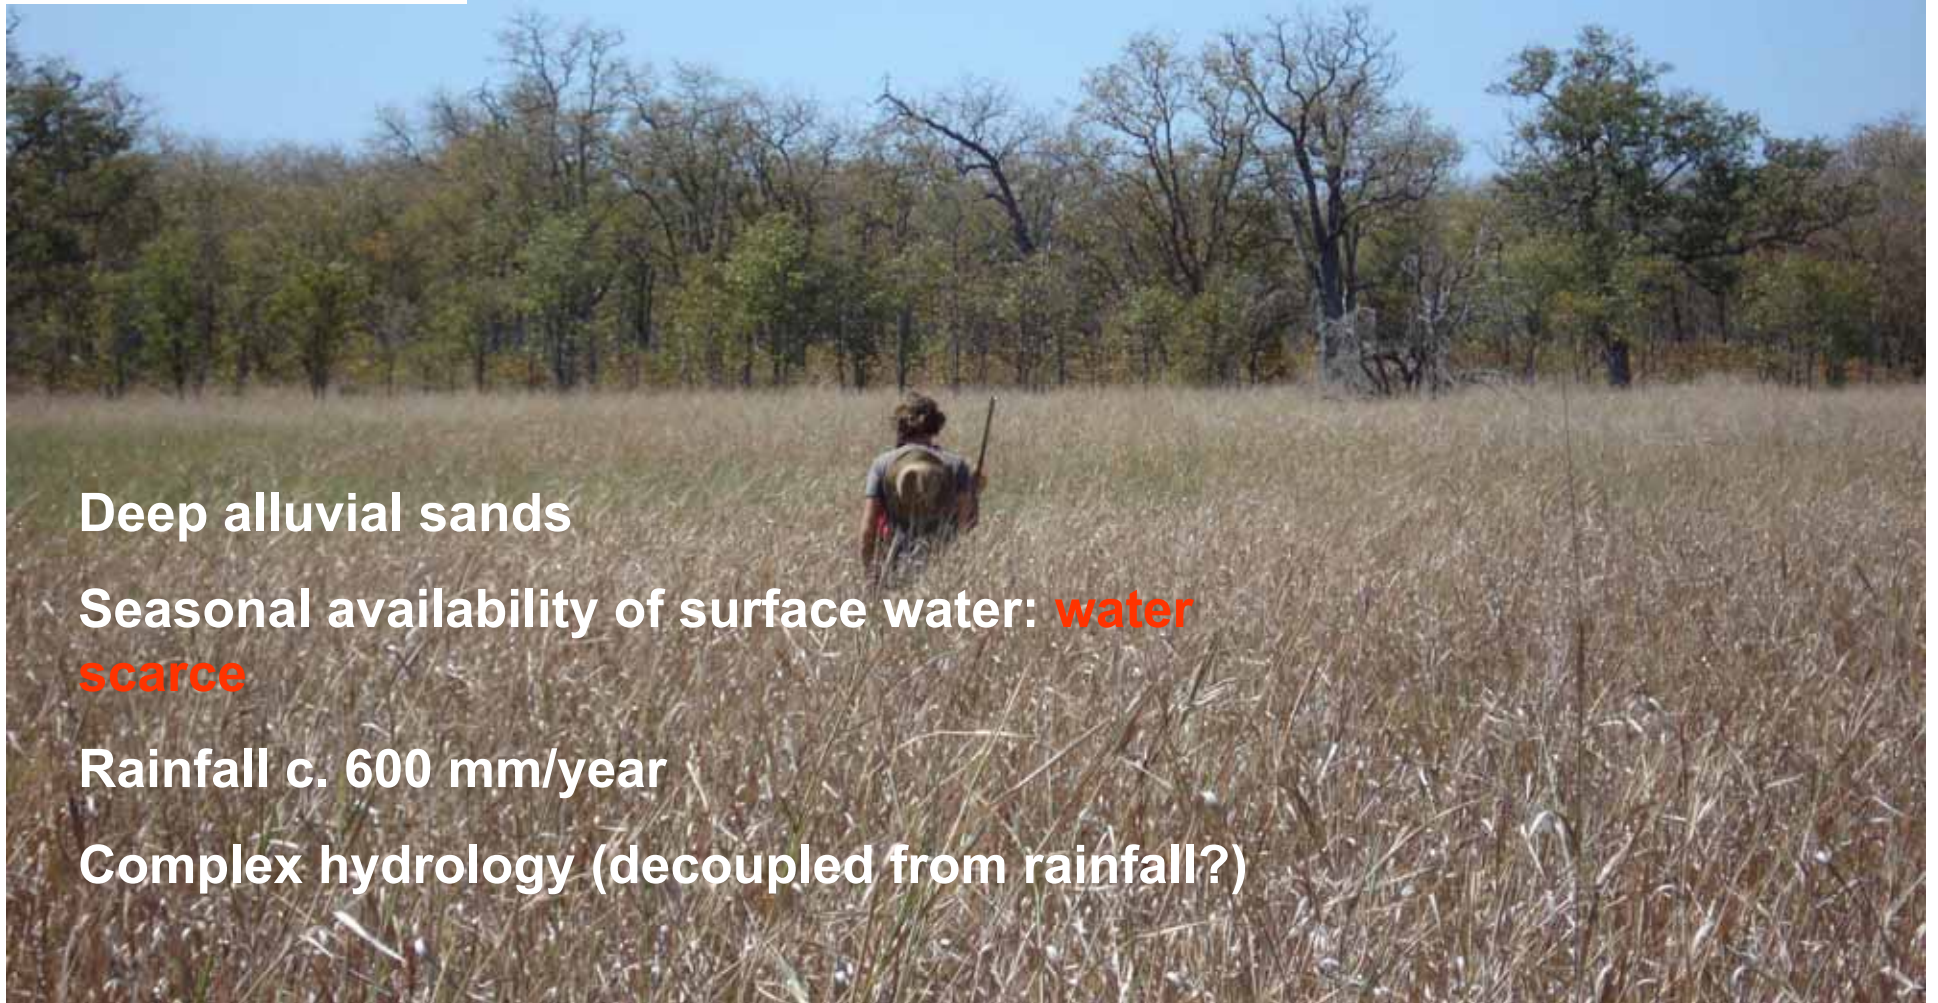 Deep alluvial sands
Seasonal availability of surface water: water
scarce
Rainfall c. 600 mm/year
Complex hydrology (decoupled from rainfall?)